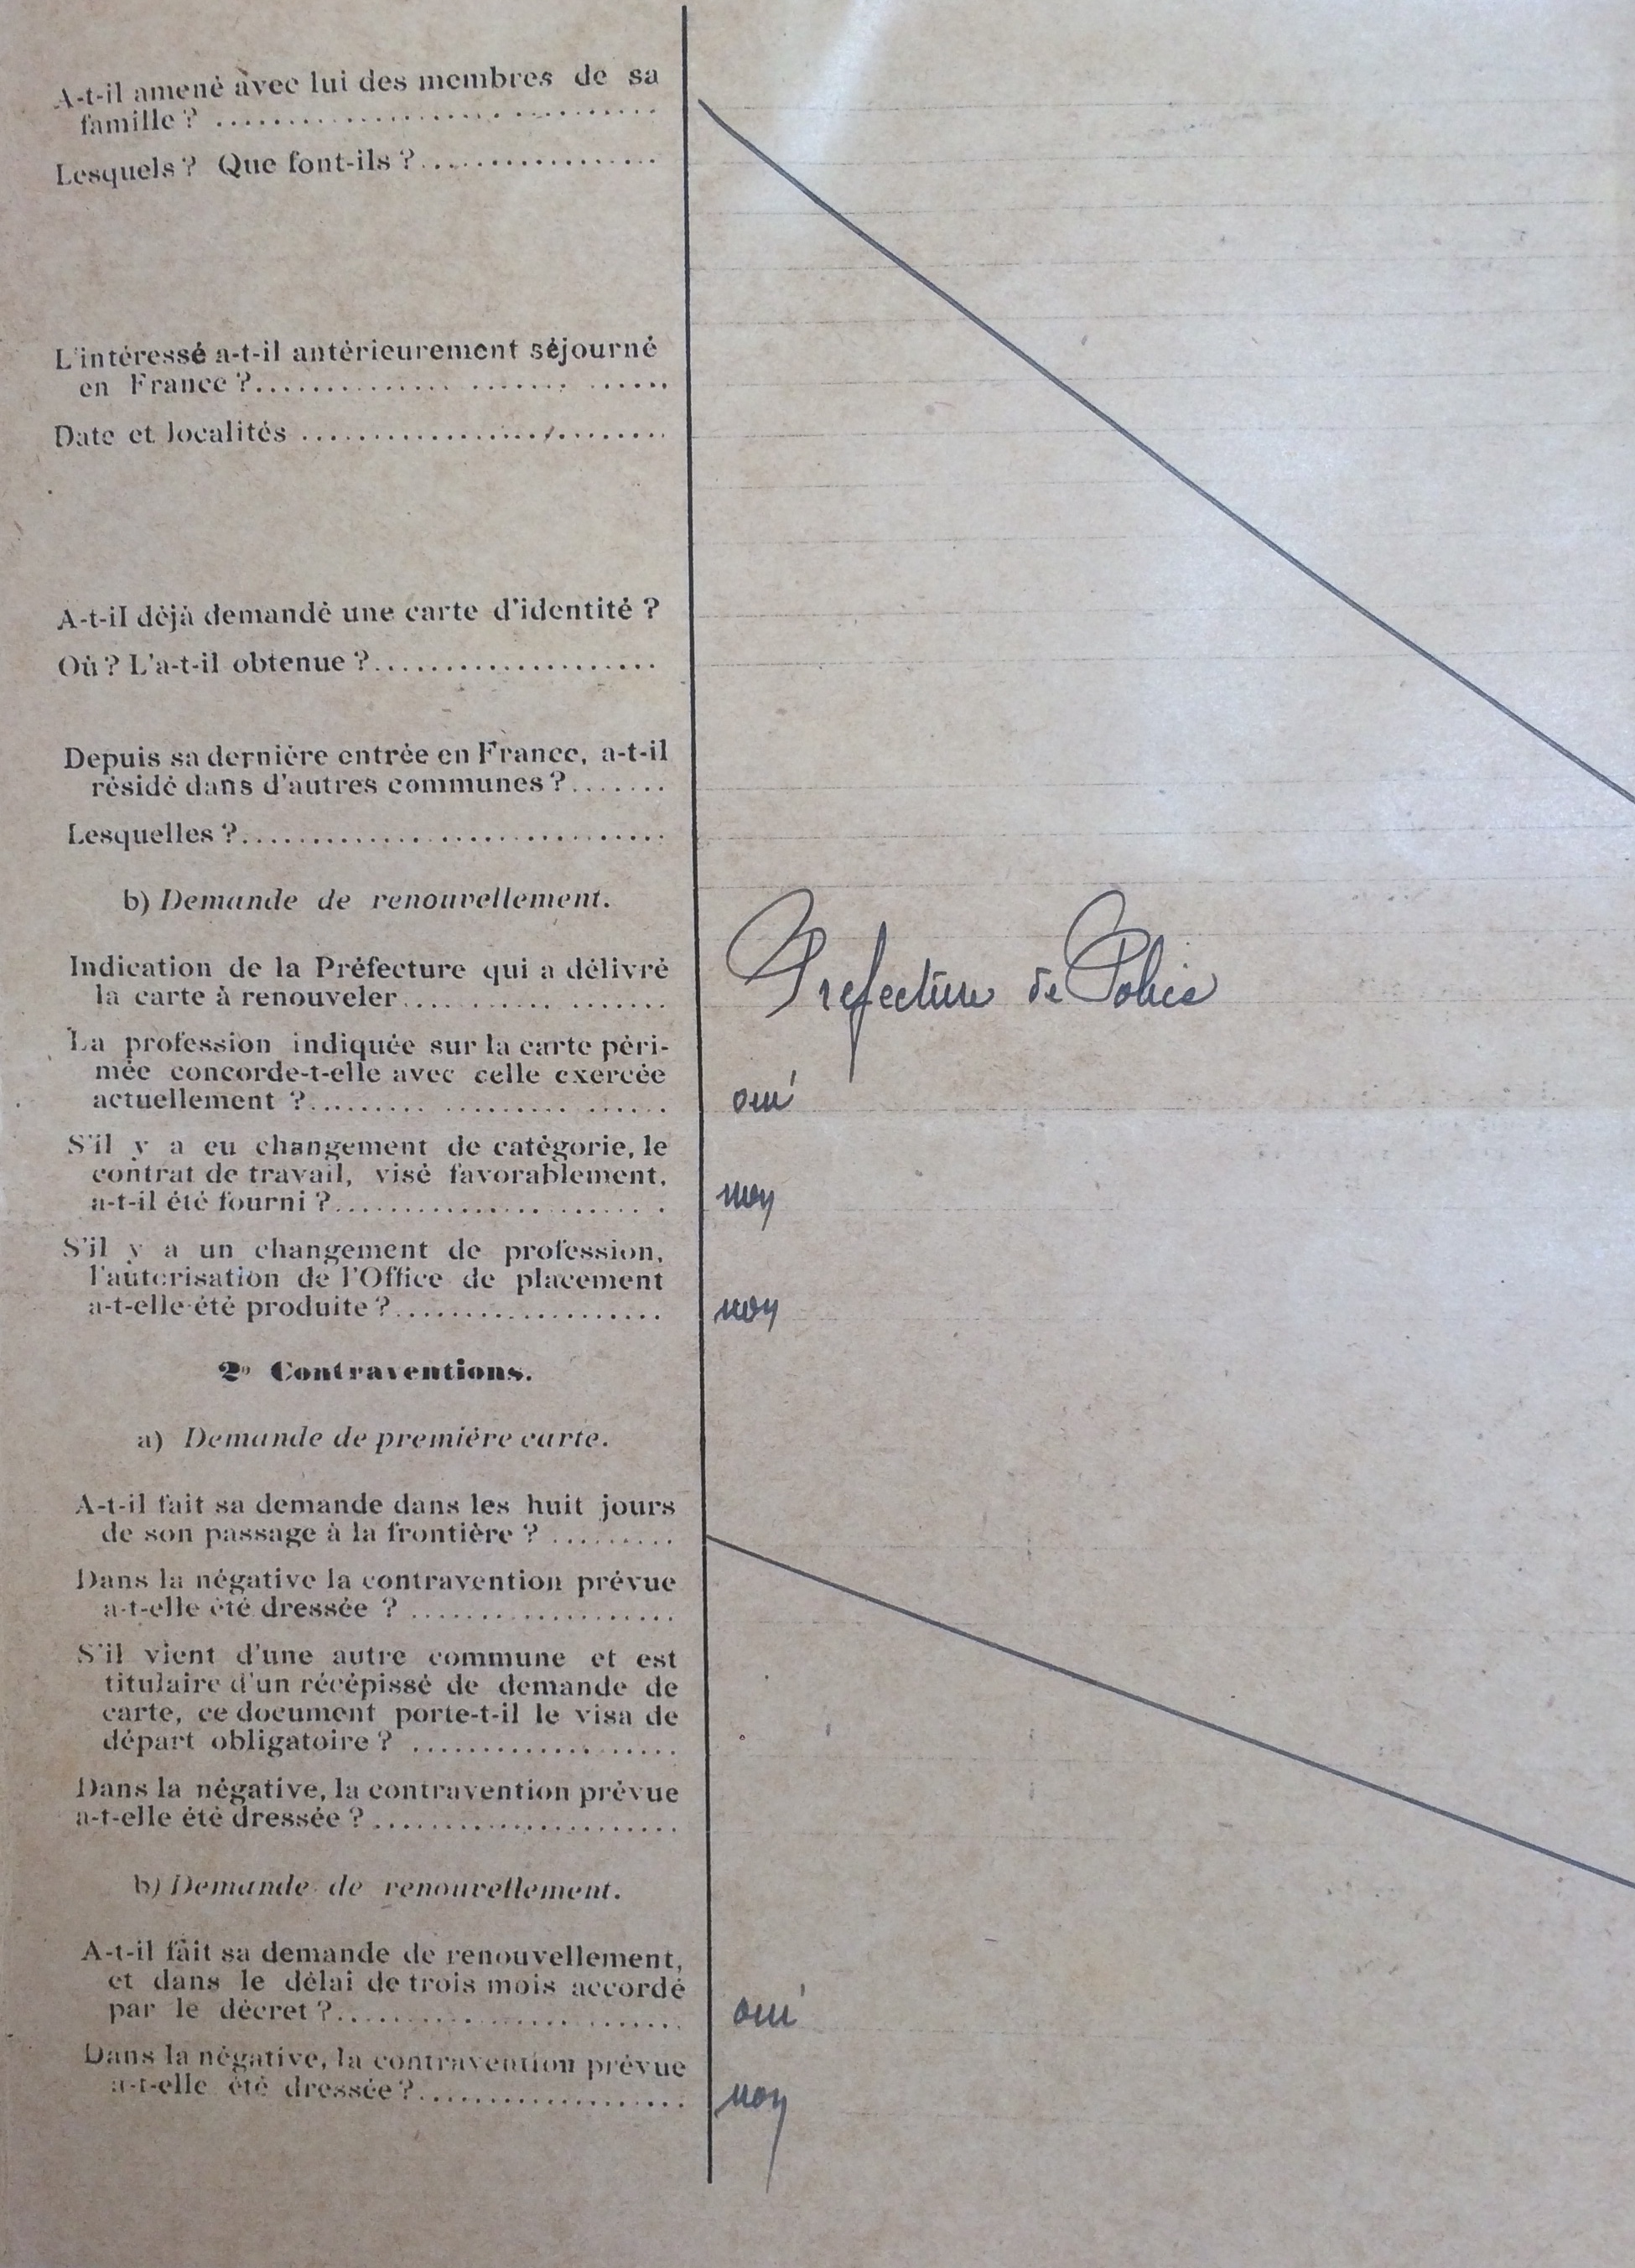 A-t-il amené avec lui des membres de sa
famille ? ..............................
Lesquels ? Que font-ils ? .................
L'intéressé a-t-il antérieurement séjourné
en France ? .............................
Date et localités .........................
A-t-il déjà demandé une carte d'identité ?
Où ? L'a-t-il obtenue ? ....................
Depuis sa dernière entrée en France, a-t-il
résidé dans d'autres communes ? .......
Lesquelles ? ..............................
b) Demande de renouvellement.
Indication de la Préfecture qui a délivré
la carte à renouveler .................... Prefecture de Police
La profession indiquée sur la carte péri-
mée concorde-t-elle avec celle exercée
actuellement ? ......................... oui
S'il y a eu changement de catégorie, le
contrat de travail, visé favorablement,
a-t-il été fourni ? ....................... non
S'il y a un changement de profession,
l'autorisation de l'Office de placement
a-t-elle été produite ? ................... non
2° Contraventions.
a) Demande de première carte.
A-t-il fait sa demande dans les huit jours
de son passage à la frontière ? .........
Dans la négative la contravention prévue
a-t-elle été dressée ? ...................
S'il vient d'une autre commune et est
titulaire d'un récépissé de demande de
carte, ce document porte-t-il le visa de
départ obligatoire ? ...................
Dans la négative, la contravention prévue
a-t-elle été dressée ? ......................
b) Demande de renouvellement.
A-t-il fait sa demande de renouvellement,
et dans le délai de trois mois accordé
par le décret ? ......................... oui
Dans la négative, la contravention prévue
a-t-elle été dressée ? ................... non